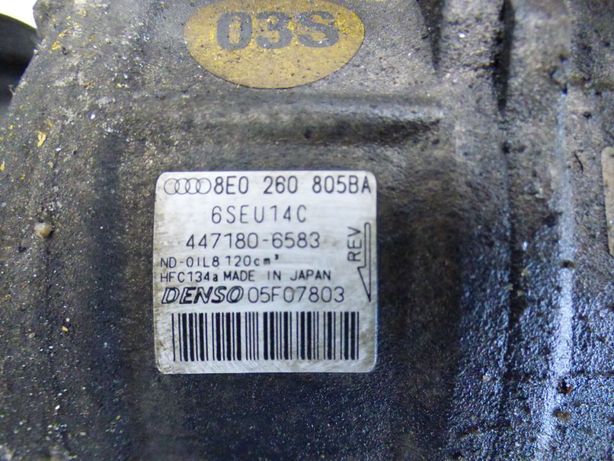 03S
8E0 260 805BA
6SEU14C
447180-6583
ND-OIL8 120cm³
HFC134a MADE IN JAPAN
REV
DENSO 05F07803